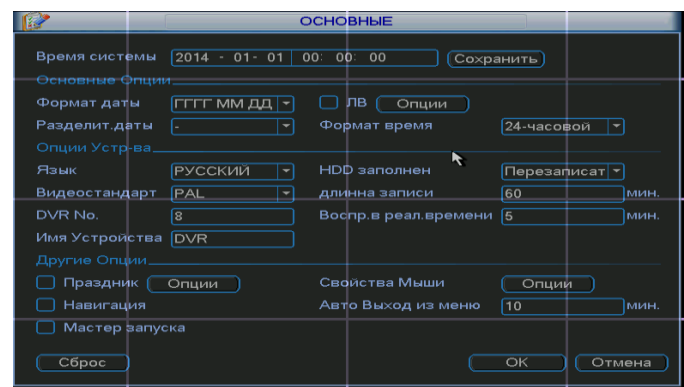 ОСНОВНЫЕ
Время системы 2014 - 01- 01 00: 00: 00 Сохранить
Основные Опции
Формат даты ГГГГ ММ ДД ЛВ Опции
Разделит.даты - Формат время 24-часовой
Опции Устр-ва
Язык РУССКИЙ HDD заполнен Перезаписат
Видеостандарт PAL длинна записи 60 мин.
DVR No. 8 Воспр.в реал.времени 5 мин.
Имя Устройства DVR
Другие Опции
Праздник Опции Свойства Мыши Опции
Навигация Авто Выход из меню 10 мин.
Мастер запуска
Сброс OK Отмена